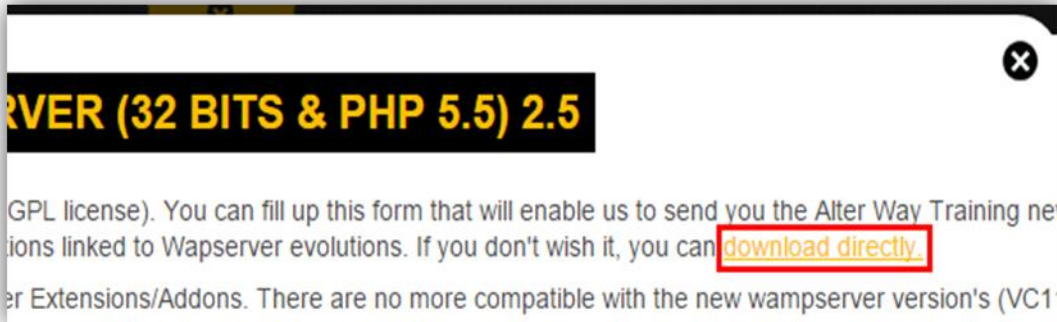 RVER (32 BITS & PHP 5.5) 2.5
GPL license). You can fill up this form that will enable us to send you the Alter Way Training
tions linked to Wapserver evolutions. If you don't wish it, you can download directly.
er Extensions/Addons. There are no more compatible with the new wampserver version's